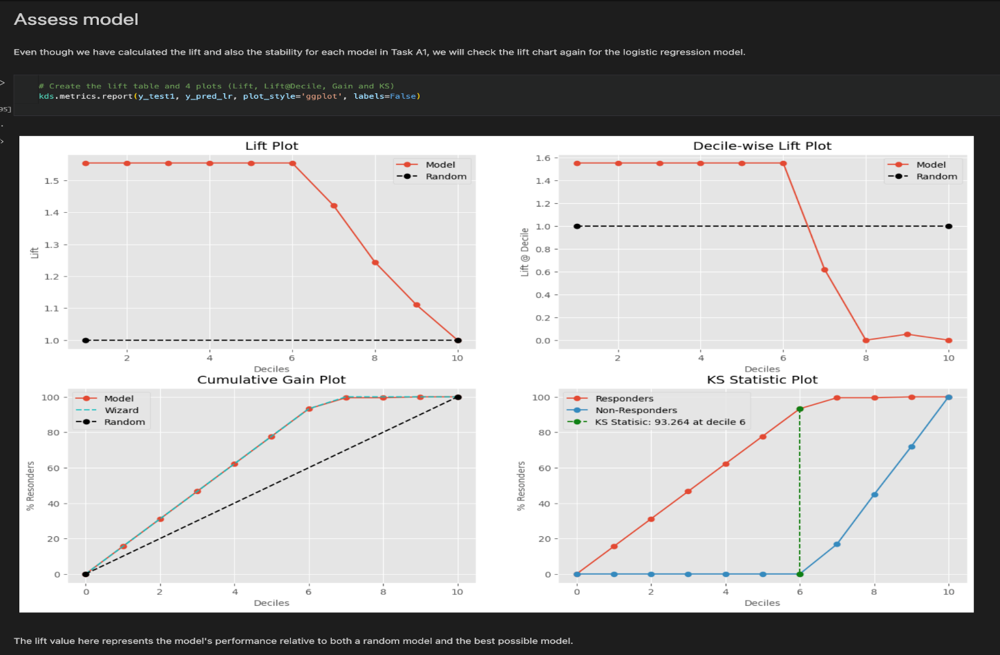 Assess model
Even though we have calculated the lift and also the stability for each model in Task A1, we will check the lift chart again for the logistic regression model.
# Create the lift table and 4 plots (Lift, Lift@Decile, Gain and KS)
kds.metrics.report(y_test1, y_pred_lr, plot_style='ggplot', labels=False)
95]
Lift Plot
Model
Random
1.5
1.4
1.3
1.2
1.1
1.0
Lift
2 4 6 8 10
Deciles
Decile-wise Lift Plot
Model
Random
1.6
1.4
1.2
1.0
0.8
0.6
0.4
0.2
0.0
Lift @ Decile
2 4 6 8 10
Deciles
Cumulative Gain Plot
Model
Wizard
Random
100
80
60
40
20
0
% Resonders
0 2 4 6 8 10
Deciles
KS Statistic Plot
Responders
Non-Responders
KS Statisic: 93.264 at decile 6
100
80
60
40
20
0
% Resonders
0 2 4 6 8 10
Deciles
The lift value here represents the model's performance relative to both a random model and the best possible model.